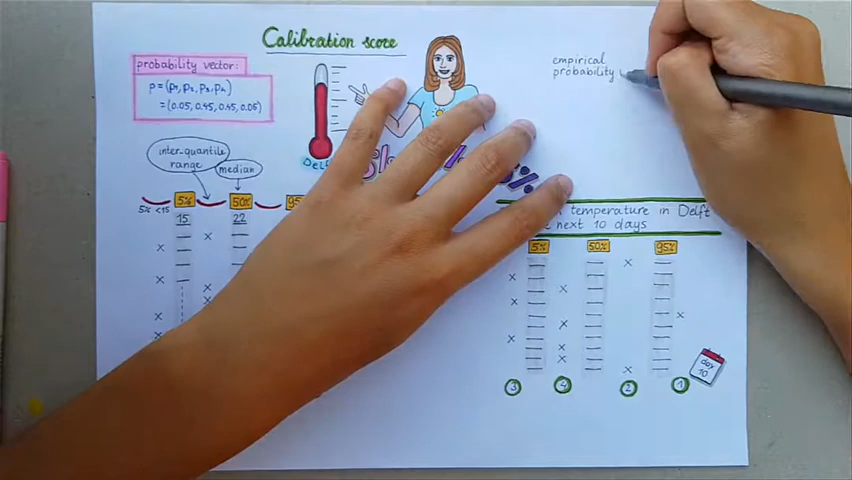 Calibration score
probability vector:
p = (p₁, p₂, p₃, p₄)
= (0.05, 0.45, 0.45, 0.05)
empirical
probability
inter-quantile
range
median
5%
50%
95%
5% < 15
15
22
temperature in Delft
next 10 days
5%
50%
95%
day
10
3
4
2
1